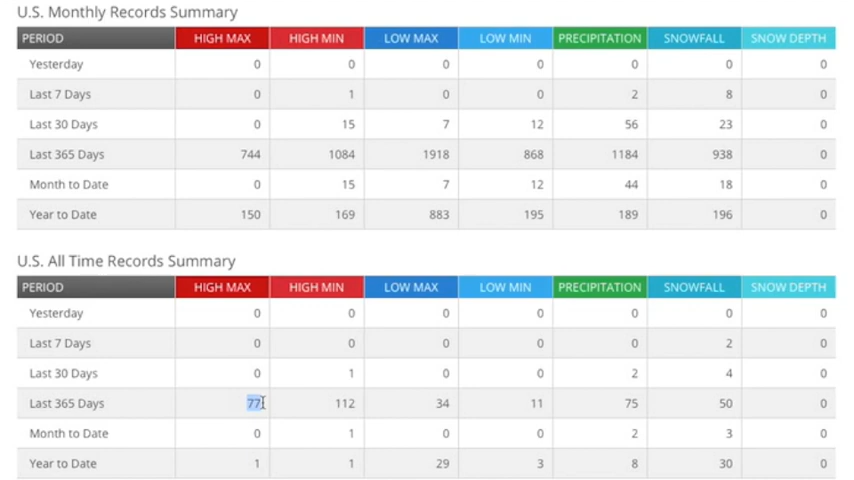 U.S. Monthly Records Summary
PERIOD HIGH MAX HIGH MIN LOW MAX LOW MIN PRECIPITATION SNOWFALL SNOW DEPTH
Yesterday 0 0 0 0 0 0 0
Last 7 Days 0 1 0 0 2 8 0
Last 30 Days 0 15 7 12 56 23 0
Last 365 Days 744 1084 1918 868 1184 938 0
Month to Date 0 15 7 12 44 18 0
Year to Date 150 169 883 195 189 196 0
U.S. All Time Records Summary
PERIOD HIGH MAX HIGH MIN LOW MAX LOW MIN PRECIPITATION SNOWFALL SNOW DEPTH
Yesterday 0 0 0 0 0 0 0
Last 7 Days 0 0 0 0 0 2 0
Last 30 Days 0 1 0 0 2 4 0
Last 365 Days 77 112 34 11 75 50 0
Month to Date 0 1 0 0 2 3 0
Year to Date 1 1 29 3 8 30 0